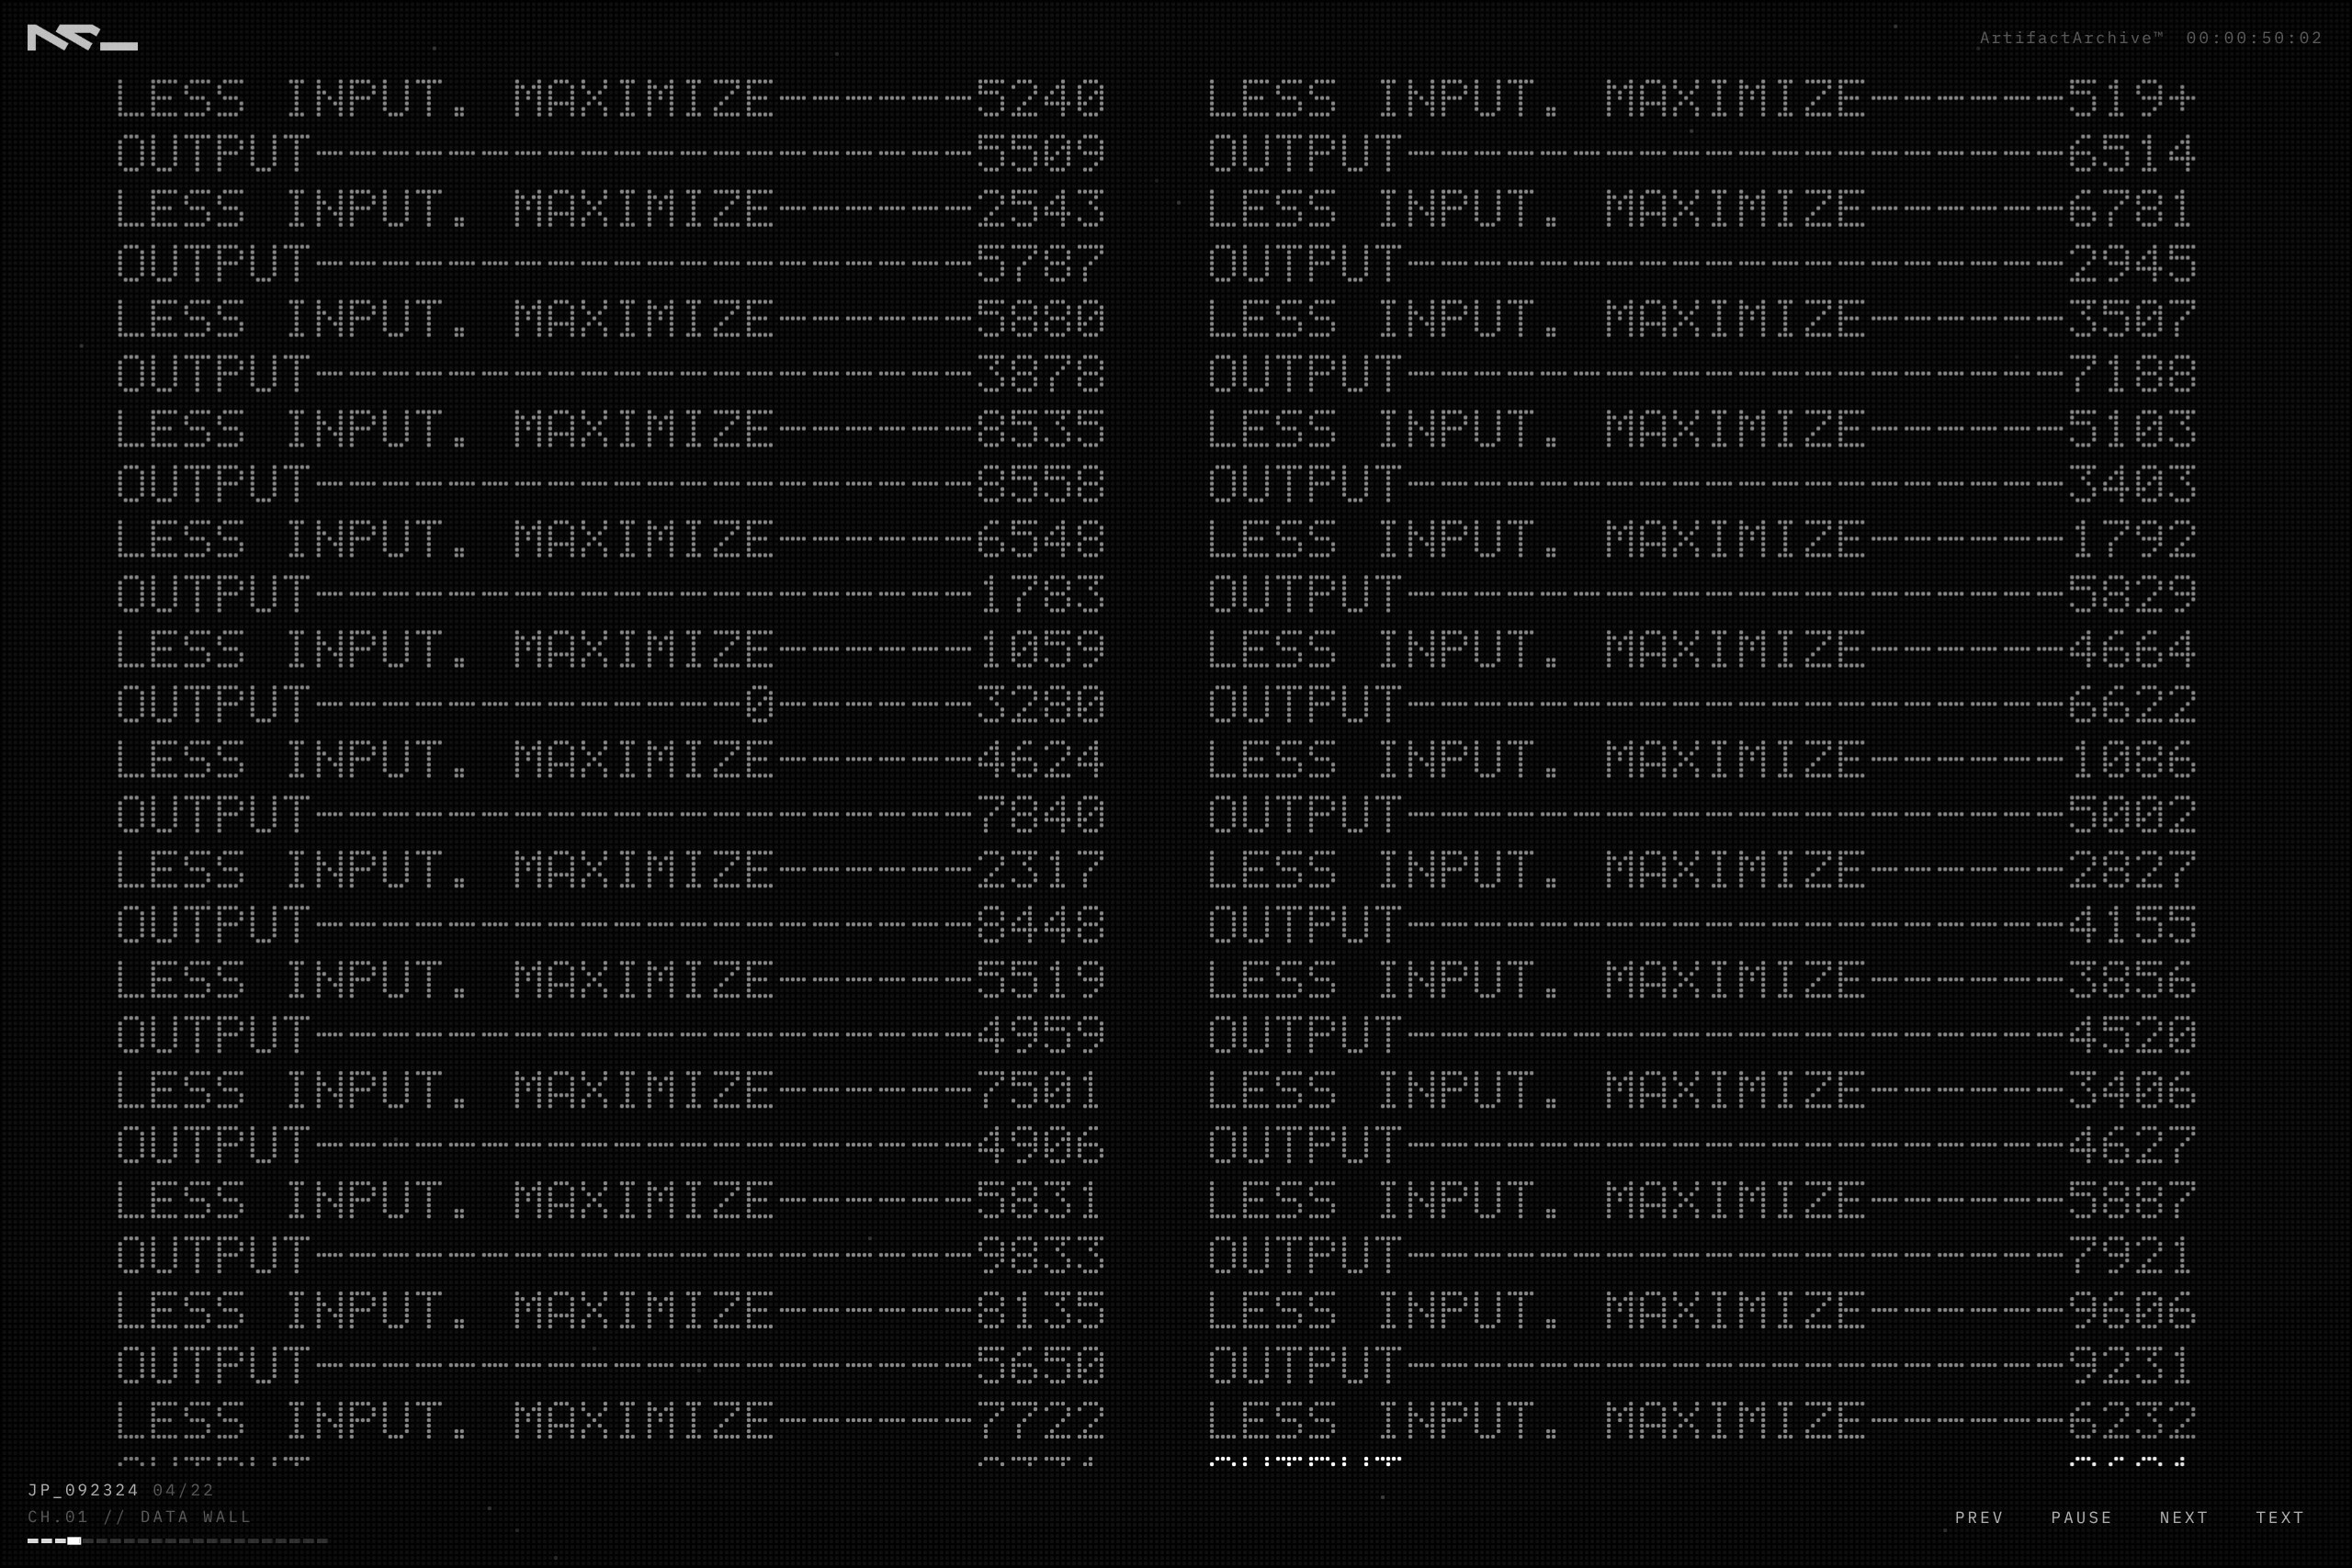 ArtifactArchive™ 00:00:50:02
LESS INPUT. MAXIMIZE------5240
OUTPUT--------------------5509
LESS INPUT. MAXIMIZE------2543
OUTPUT--------------------5787
LESS INPUT. MAXIMIZE------5880
OUTPUT--------------------3878
LESS INPUT. MAXIMIZE------8535
OUTPUT--------------------8558
LESS INPUT. MAXIMIZE------6548
OUTPUT--------------------1783
LESS INPUT. MAXIMIZE------1059
OUTPUT-------------0------3280
LESS INPUT. MAXIMIZE------4624
OUTPUT--------------------7840
LESS INPUT. MAXIMIZE------2317
OUTPUT--------------------8448
LESS INPUT. MAXIMIZE------5519
OUTPUT--------------------4959
LESS INPUT. MAXIMIZE------7501
OUTPUT--------------------4906
LESS INPUT. MAXIMIZE------5831
OUTPUT--------------------9833
LESS INPUT. MAXIMIZE------8135
OUTPUT--------------------5650
LESS INPUT. MAXIMIZE------7722
LESS INPUT. MAXIMIZE------519+
OUTPUT--------------------6514
LESS INPUT. MAXIMIZE------6781
OUTPUT--------------------2945
LESS INPUT. MAXIMIZE------3507
OUTPUT--------------------7188
LESS INPUT. MAXIMIZE------5103
OUTPUT--------------------3403
LESS INPUT. MAXIMIZE------1792
OUTPUT--------------------5829
LESS INPUT. MAXIMIZE------4664
OUTPUT--------------------6622
LESS INPUT. MAXIMIZE------1086
OUTPUT--------------------5002
LESS INPUT. MAXIMIZE------2827
OUTPUT--------------------4155
LESS INPUT. MAXIMIZE------3856
OUTPUT--------------------4520
LESS INPUT. MAXIMIZE------3406
OUTPUT--------------------4627
LESS INPUT. MAXIMIZE------5887
OUTPUT--------------------7921
LESS INPUT. MAXIMIZE------9606
OUTPUT--------------------9231
LESS INPUT. MAXIMIZE------6232
JP_092324 04/22
CH.01 // DATA WALL
PREV PAUSE NEXT TEXT